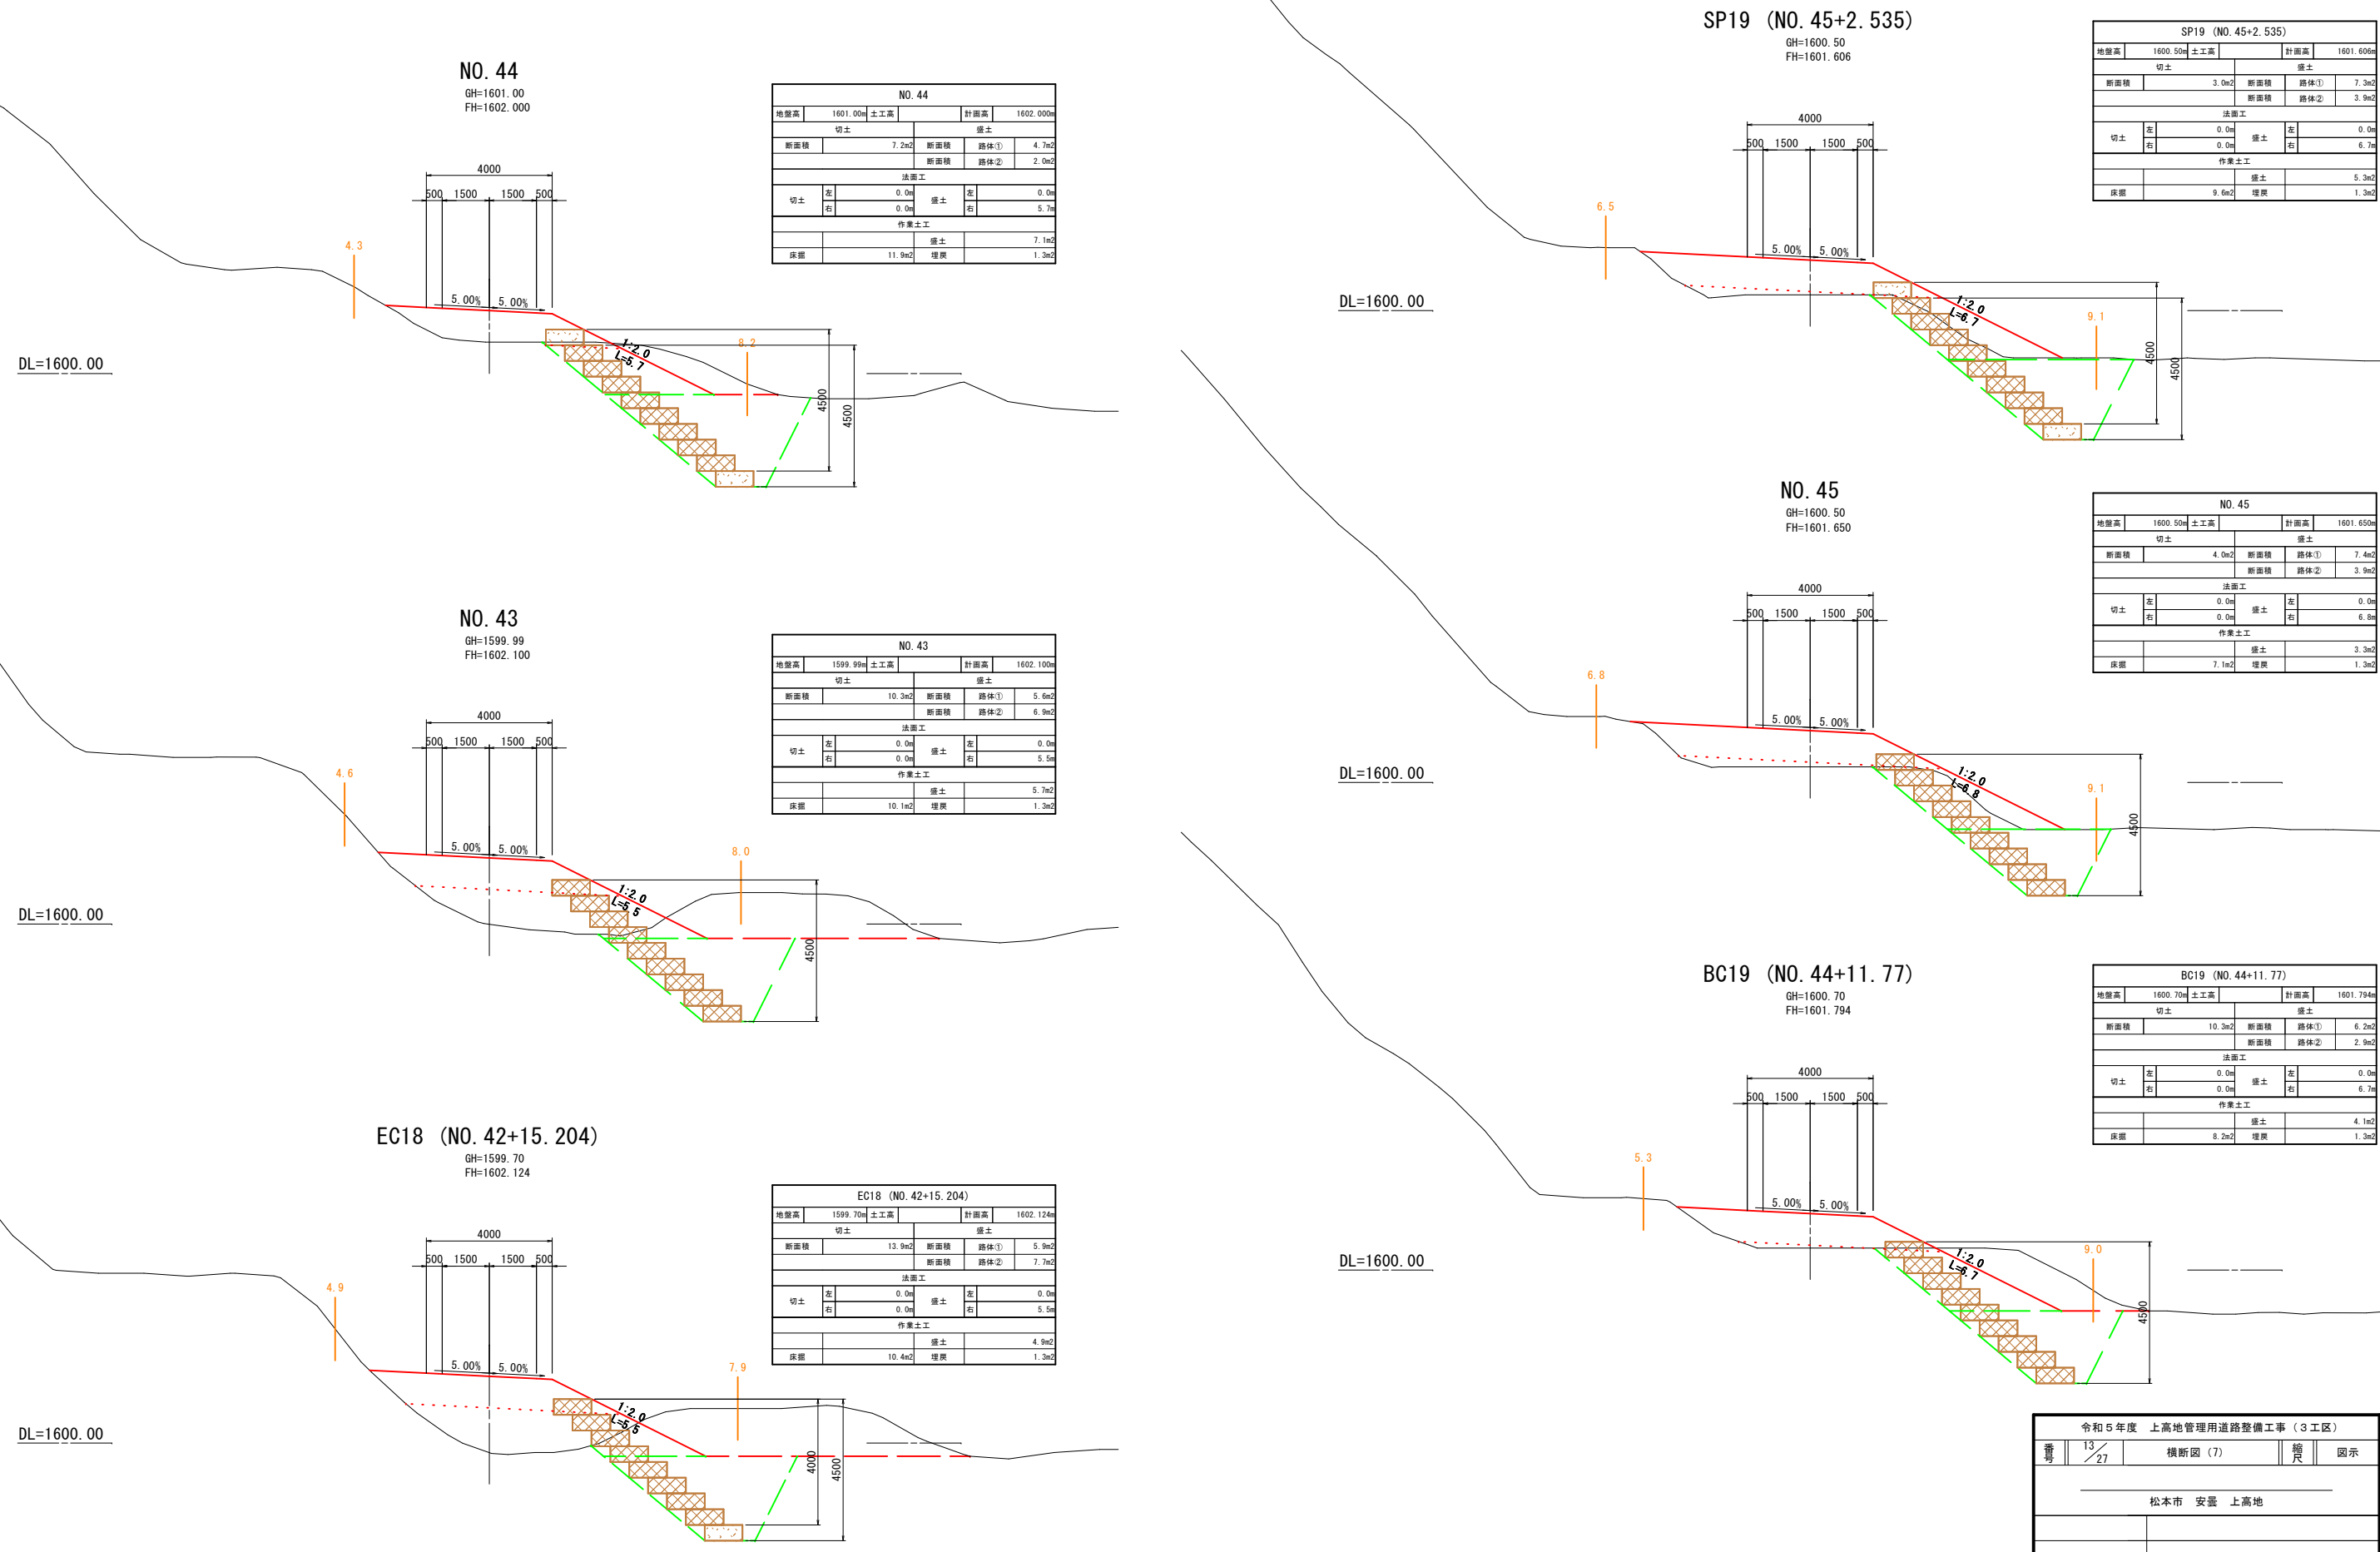 NO. 44
GH=1601. 00
FH=1602. 000
4000
500 1500 1500 500
4. 3
5. 00% 5. 00%
1:2.0
L=5.7
8. 2
4500
4500
DL=1600. 00
NO. 44
地盤高 1601. 00m 土工高 計画高 1602. 000m
切土 盛土
断面積 7. 2m2 断面積 路体① 4. 7m2
断面積 路体② 2. 0m2
法面工
切土 左 0. 0m 盛土 左 0. 0m
右 0. 0m 右 5. 7m
作業土工
盛土 7. 1m2
床掘 11. 9m2 埋戻 1. 3m2
NO. 43
GH=1599. 99
FH=1602. 100
4000
500 1500 1500 500
4. 6
5. 00% 5. 00%
1:2.0
L=5.5
8. 0
4500
DL=1600. 00
NO. 43
地盤高 1599. 99m 土工高 計画高 1602. 100m
切土 盛土
断面積 10. 3m2 断面積 路体① 5. 6m2
断面積 路体② 6. 9m2
法面工
切土 左 0. 0m 盛土 左 0. 0m
右 0. 0m 右 5. 5m
作業土工
盛土 5. 7m2
床掘 10. 1m2 埋戻 1. 3m2
EC18 (NO. 42+15. 204)
GH=1599. 70
FH=1602. 124
4000
500 1500 1500 500
4. 9
5. 00% 5. 00%
1:2.0
L=5.5
7. 9
4000
4500
DL=1600. 00
EC18 (NO. 42+15. 204)
地盤高 1599. 70m 土工高 計画高 1602. 124m
切土 盛土
断面積 13. 9m2 断面積 路体① 5. 9m2
断面積 路体② 7. 7m2
法面工
切土 左 0. 0m 盛土 左 0. 0m
右 0. 0m 右 5. 5m
作業土工
盛土 4. 9m2
床掘 10. 4m2 埋戻 1. 3m2
SP19 (NO. 45+2. 535)
GH=1600. 50
FH=1601. 606
4000
500 1500 1500 500
6. 5
5. 00% 5. 00%
1:2.0
L=6.7
9. 1
4500
4500
DL=1600. 00
SP19 (NO. 45+2. 535)
地盤高 1600. 50m 土工高 計画高 1601. 606m
切土 盛土
断面積 3. 0m2 断面積 路体① 7. 3m2
断面積 路体② 3. 9m2
法面工
切土 左 0. 0m 盛土 左 0. 0m
右 0. 0m 右 6. 7m
作業土工
盛土 5. 3m2
床掘 9. 6m2 埋戻 1. 3m2
NO. 45
GH=1600. 50
FH=1601. 650
4000
500 1500 1500 500
6. 8
5. 00% 5. 00%
1:2.0
L=6.8
9. 1
4500
DL=1600. 00
NO. 45
地盤高 1600. 50m 土工高 計画高 1601. 650m
切土 盛土
断面積 4. 0m2 断面積 路体① 7. 4m2
断面積 路体② 3. 9m2
法面工
切土 左 0. 0m 盛土 左 0. 0m
右 0. 0m 右 6. 8m
作業土工
盛土 3. 3m2
床掘 7. 1m2 埋戻 1. 3m2
BC19 (NO. 44+11. 77)
GH=1600. 70
FH=1601. 794
4000
500 1500 1500 500
5. 3
5. 00% 5. 00%
1:2.0
L=6.7
9. 0
4500
DL=1600. 00
BC19 (NO. 44+11. 77)
地盤高 1600. 70m 土工高 計画高 1601. 794m
切土 盛土
断面積 10. 3m2 断面積 路体① 6. 2m2
断面積 路体② 2. 9m2
法面工
切土 左 0. 0m 盛土 左 0. 0m
右 0. 0m 右 6. 7m
作業土工
盛土 4. 1m2
床掘 8. 2m2 埋戻 1. 3m2
令和５年度 上高地管理用道路整備工事（３工区）
番号 13/27 横断図（7） 縮尺 図示
松本市 安曇 上高地